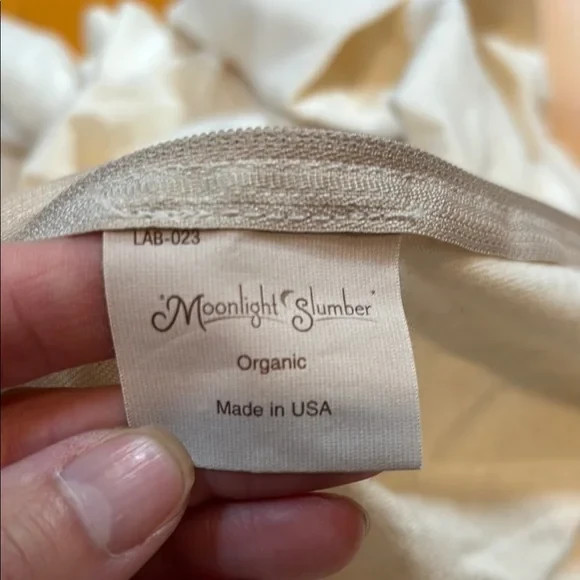 LAB-023
Moonlight Slumber
Organic
Made in USA